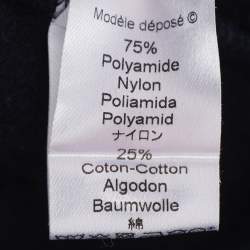 Modèle déposé ©
75%
Polyamide
Nylon
Poliamida
Polyamid
ナイロン
25%
Coton-Cotton
Algodon
Baumwolle
綿